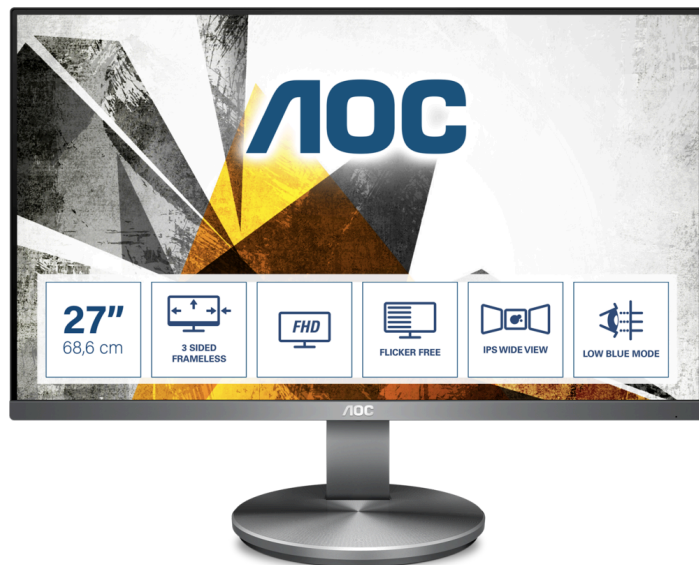 AOC
27"
68,6 cm
3 SIDED
FRAMELESS
FHD
FLICKER FREE
IPS WIDE VIEW
LOW BLUE MODE
AOC